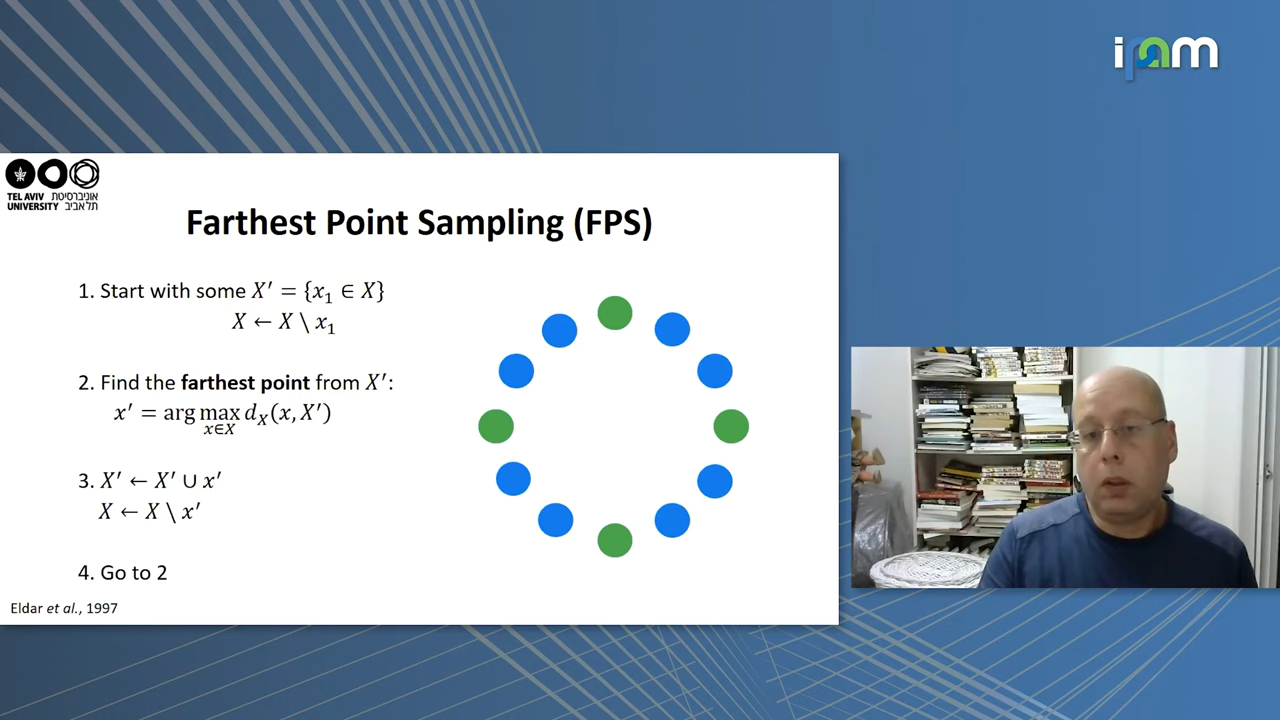 ipam
TEL AVIV אוניברסיטת
UNIVERSITY תל אביב
Farthest Point Sampling (FPS)
1. Start with some X′ = {x₁ ∈ X}
X ← X \ x₁
2. Find the farthest point from X′:
x′ = arg max d_X(x, X′)
x∈X
3. X′ ← X′ ∪ x′
X ← X \ x′
4. Go to 2
Eldar et al., 1997